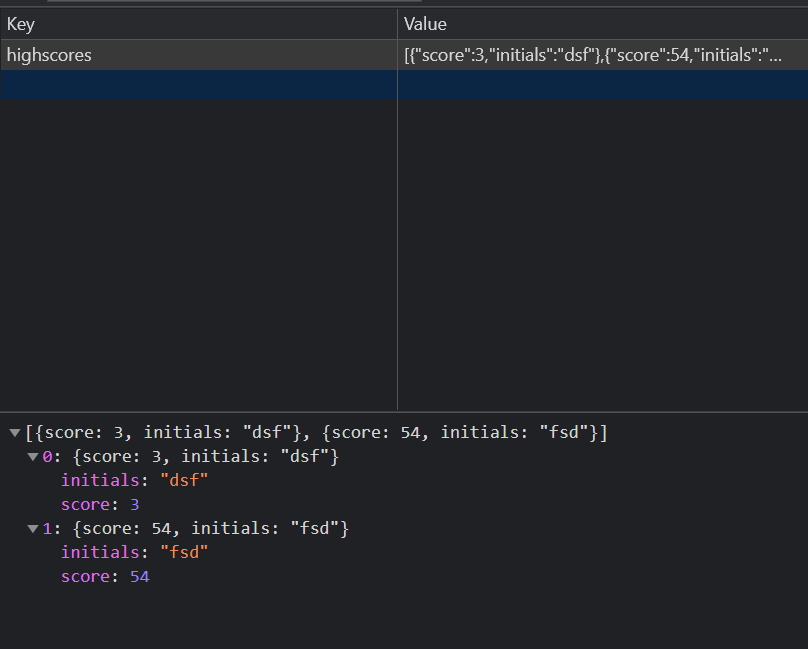 Key Value
highscores [{"score":3,"initials":"dsf"},{"score":54,"initials":"...
▼[{score: 3, initials: "dsf"}, {score: 54, initials: "fsd"}]
▼0: {score: 3, initials: "dsf"}
initials: "dsf"
score: 3
▼1: {score: 54, initials: "fsd"}
initials: "fsd"
score: 54